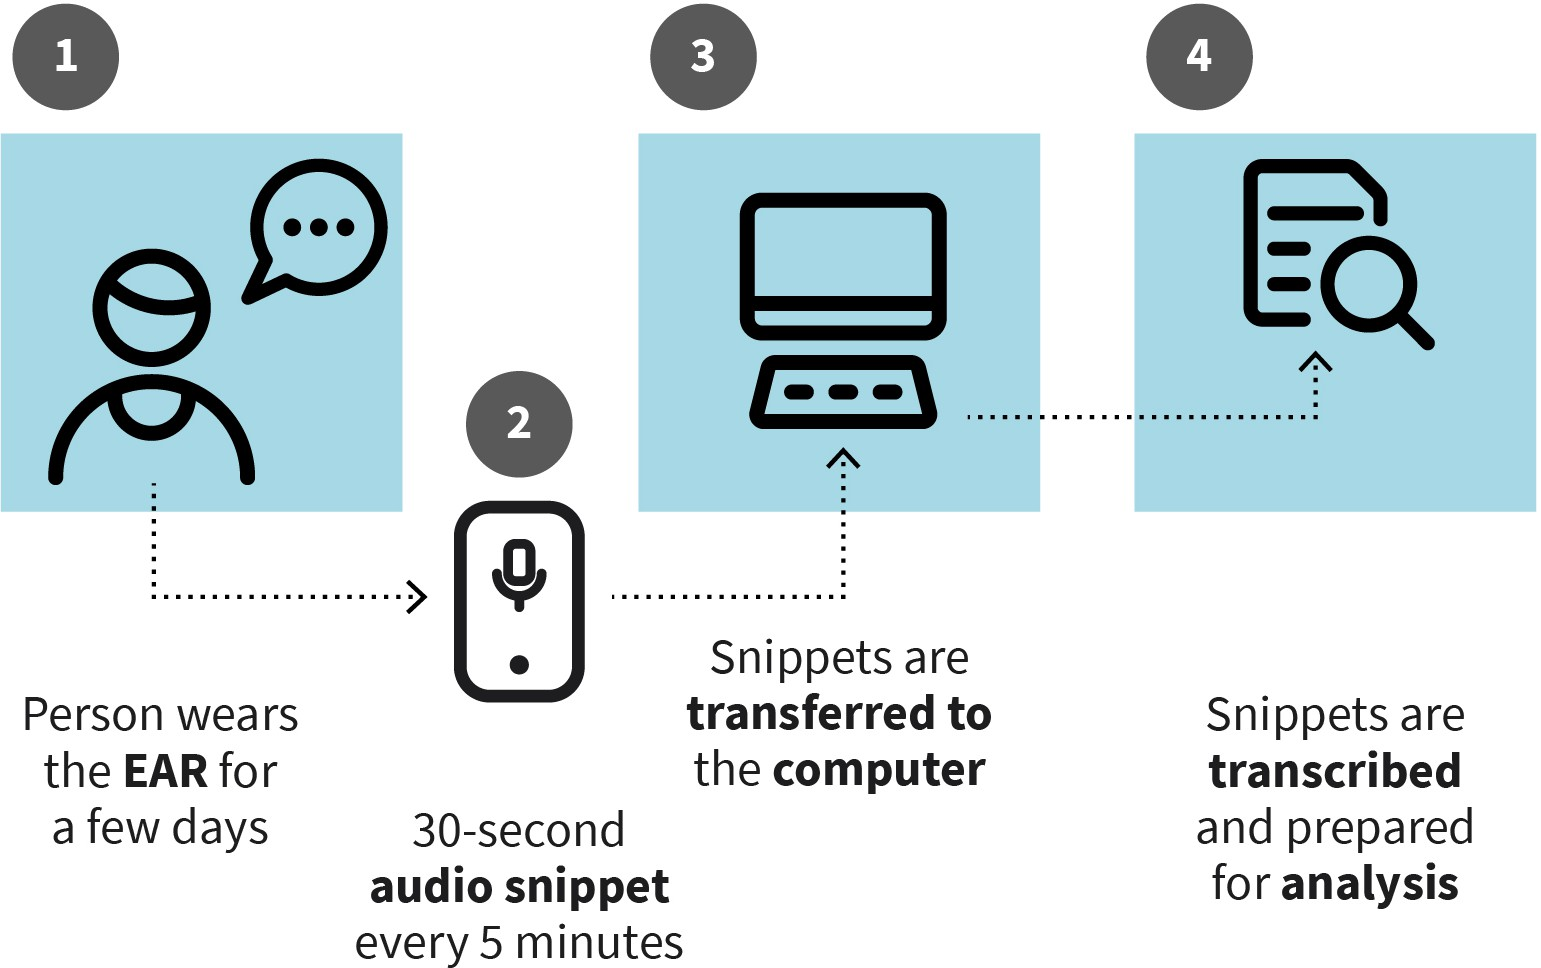 1
Person wears
the EAR for
a few days
2
30-second
audio snippet
every 5 minutes
3
Snippets are
transferred to
the computer
4
Snippets are
transcribed
and prepared
for analysis